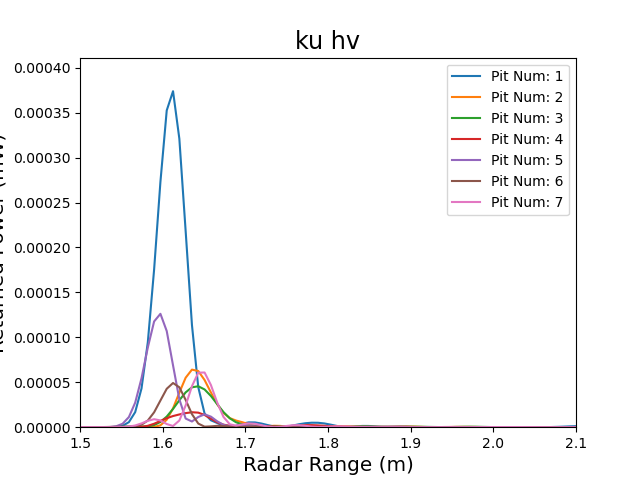 ku hv
0.00040
0.00035
0.00030
0.00025
0.00020
0.00015
0.00010
0.00005
0.00000
1.5 1.6 1.7 1.8 1.9 2.0 2.1
Radar Range (m)
Returned Power (mW)
Pit Num: 1
Pit Num: 2
Pit Num: 3
Pit Num: 4
Pit Num: 5
Pit Num: 6
Pit Num: 7